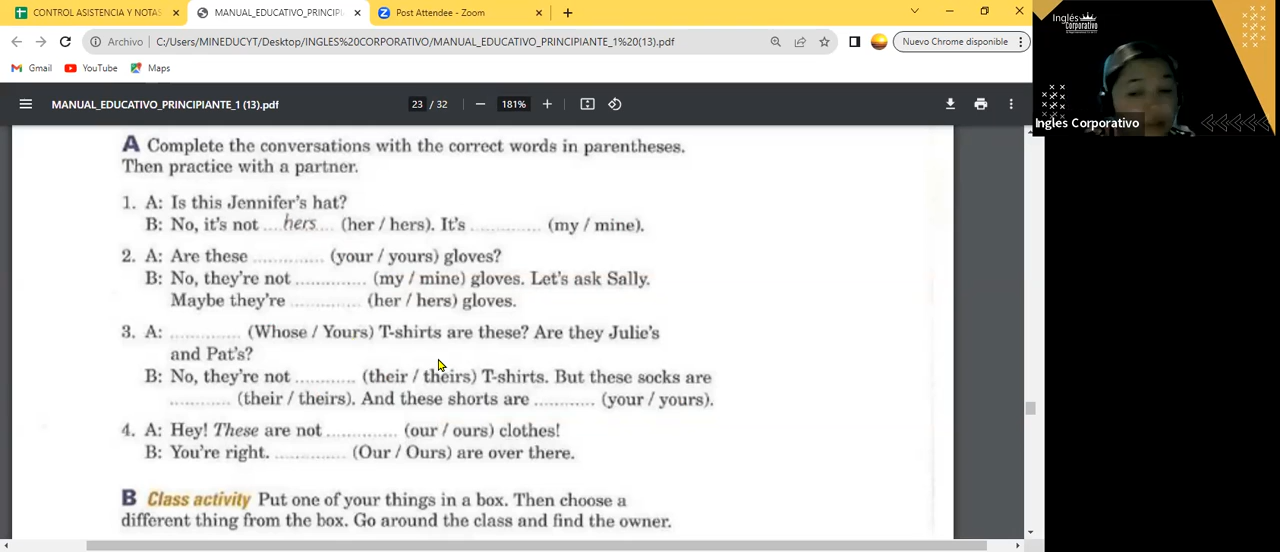 CONTROL ASISTENCIA Y NOTAS
MANUAL_EDUCATIVO_PRINCIPI
Post Attendee - Zoom
Archivo
C:/Users/MINEDUCYT/Desktop/INGLES%20CORPORATIVO/MANUAL_EDUCATIVO_PRINCIPIANTE_1%20(13).pdf
Nuevo Chrome disponible
Gmail
YouTube
Maps
MANUAL_EDUCATIVO_PRINCIPIANTE_1 (13).pdf
23 / 32
181%
Inglés
Corporativo
Inglés Corporativo
A Complete the conversations with the correct words in parentheses.
Then practice with a partner.
1. A: Is this Jennifer's hat?
B: No, it's not ....hers.... (her / hers). It's .............. (my / mine).
2. A: Are these .............. (your / yours) gloves?
B: No, they're not .............. (my / mine) gloves. Let's ask Sally.
Maybe they're .............. (her / hers) gloves.
3. A: .............. (Whose / Yours) T-shirts are these? Are they Julie's
and Pat's?
B: No, they're not ............ (their / theirs) T-shirts. But these socks are
............ (their / theirs). And these shorts are ............ (your / yours).
4. A: Hey! These are not .............. (our / ours) clothes!
B: You're right. .............. (Our / Ours) are over there.
B Class activity Put one of your things in a box. Then choose a
different thing from the box. Go around the class and find the owner.